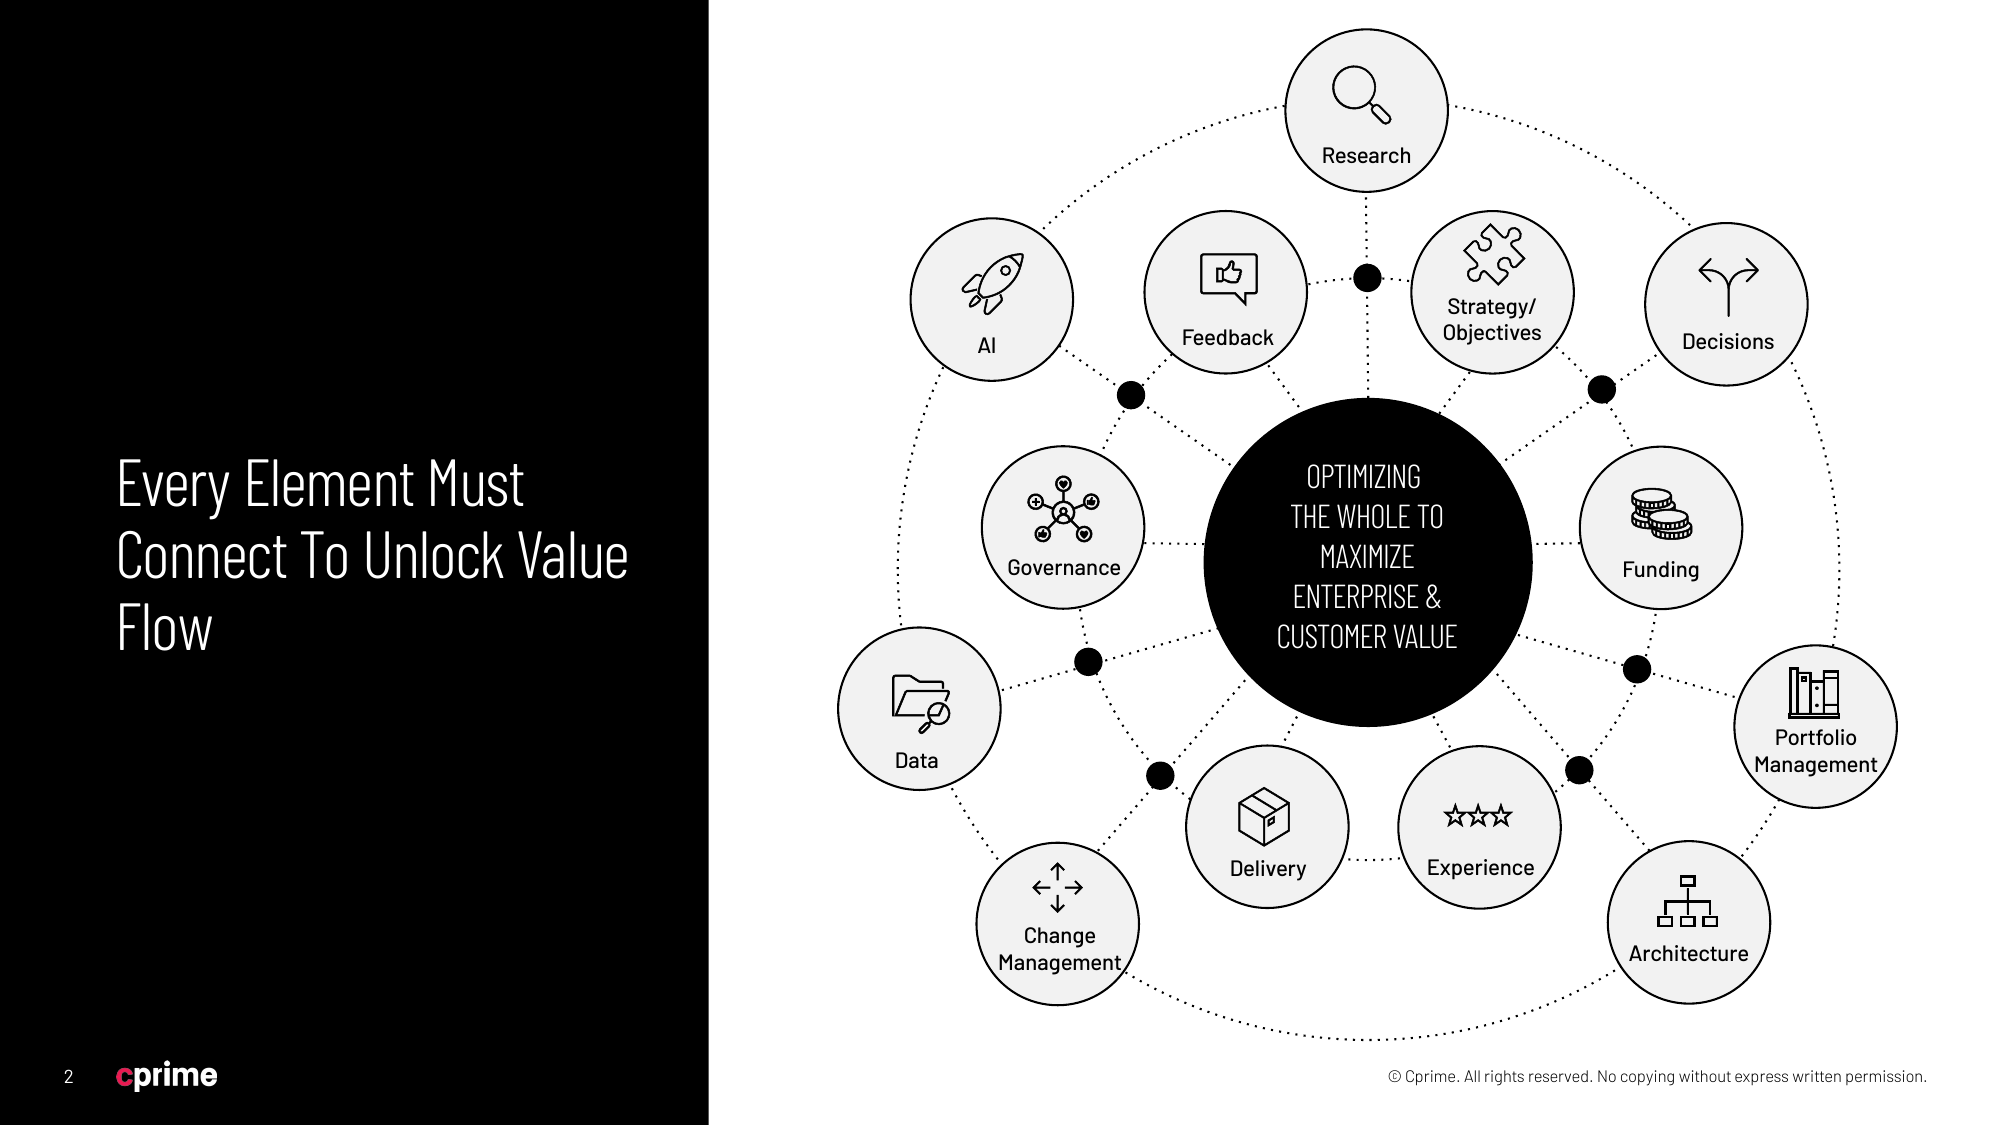 Every Element Must
Connect To Unlock Value
Flow
Research
AI
Feedback
Strategy/
Objectives
Decisions
Governance
OPTIMIZING
THE WHOLE TO
MAXIMIZE
ENTERPRISE &
CUSTOMER VALUE
Funding
Data
Portfolio
Management
Delivery
Experience
Change
Management
Architecture
2
cprime
© Cprime. All rights reserved. No copying without express written permission.